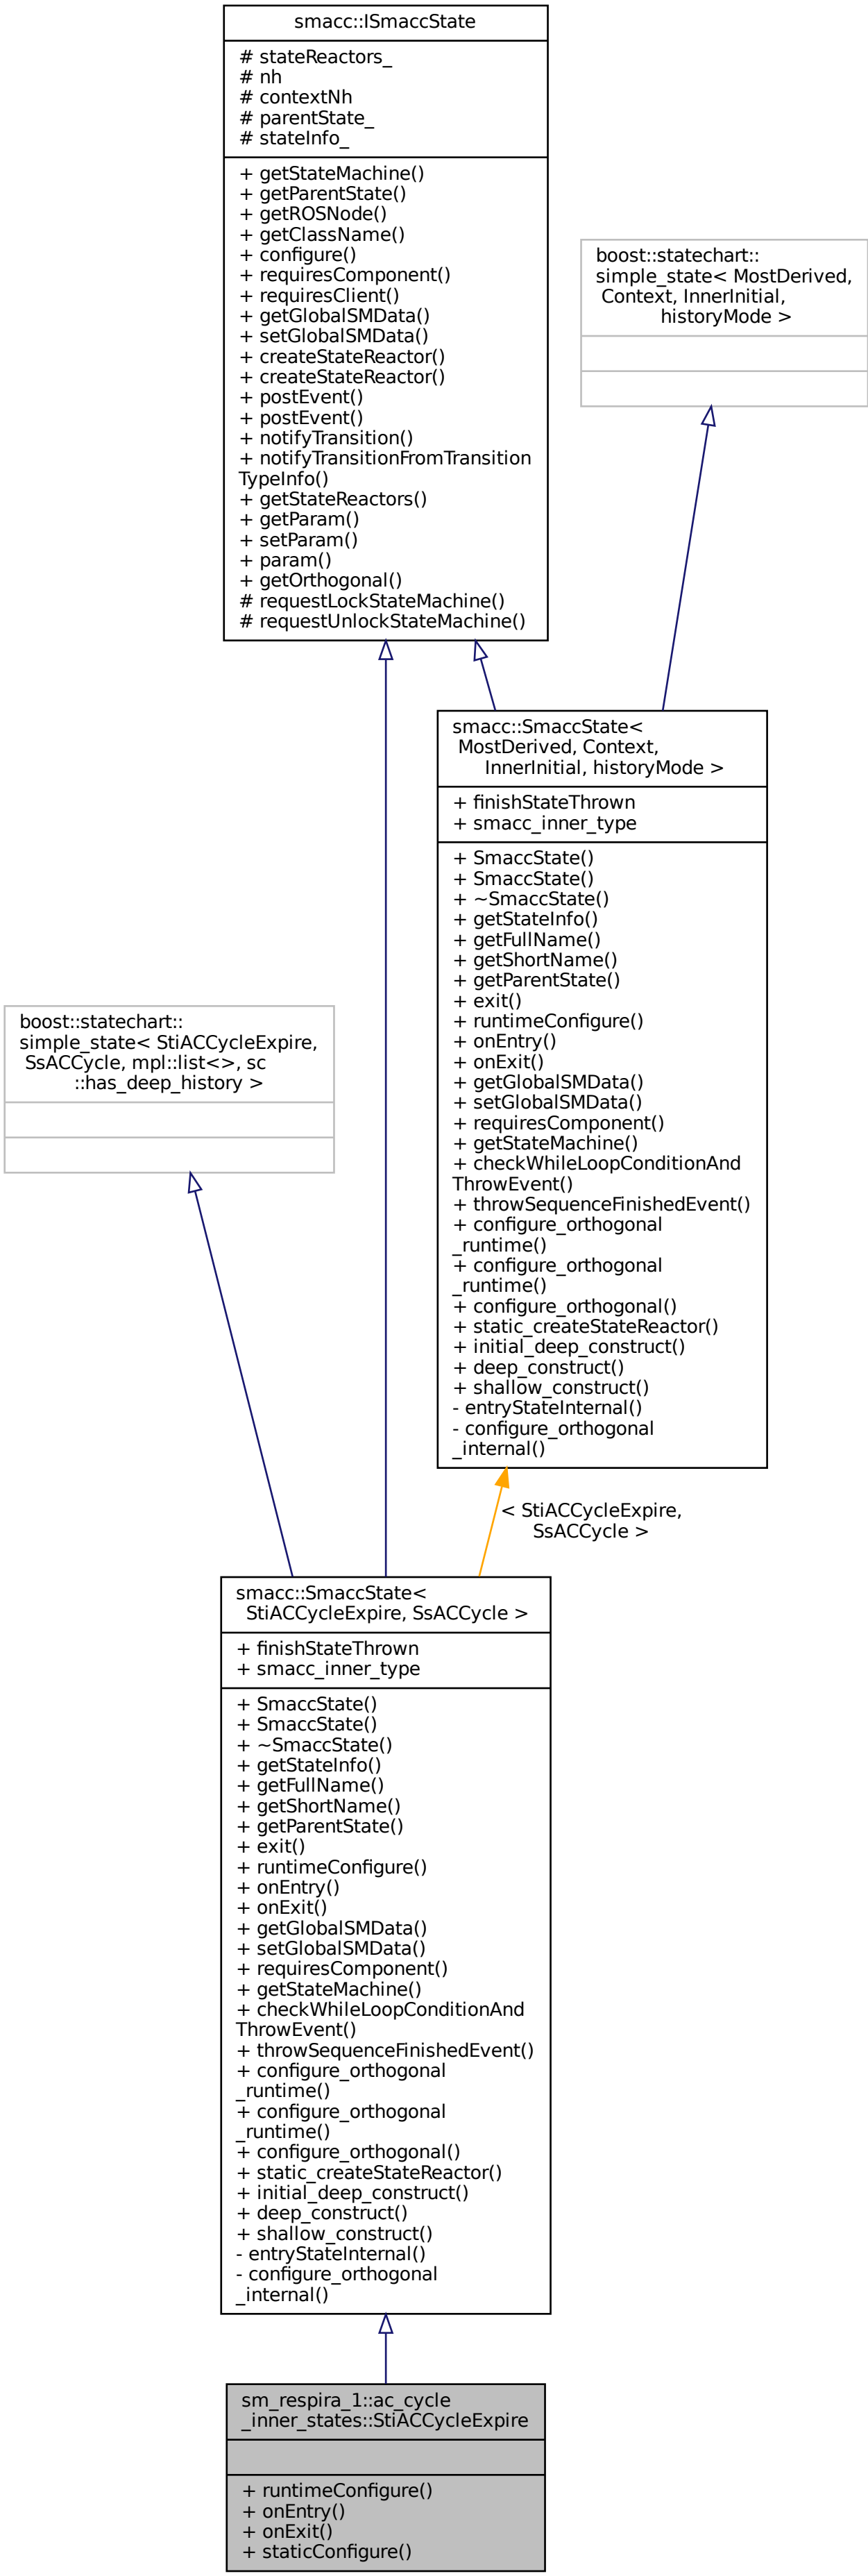 smacc::ISmaccState
# stateReactors_
# nh
# contextNh
# parentState_
# stateInfo_
+ getStateMachine()
+ getParentState()
+ getROSNode()
+ getClassName()
+ configure()
+ requiresComponent()
+ requiresClient()
+ getGlobalSMData()
+ setGlobalSMData()
+ createStateReactor()
+ createStateReactor()
+ postEvent()
+ postEvent()
+ notifyTransition()
+ notifyTransitionFromTransition
TypeInfo()
+ getStateReactors()
+ getParam()
+ setParam()
+ param()
+ getOrthogonal()
# requestLockStateMachine()
# requestUnlockStateMachine()
boost::statechart::
simple_state< MostDerived,
Context, InnerInitial,
historyMode >
smacc::SmaccState<
MostDerived, Context,
InnerInitial, historyMode >
+ finishStateThrown
+ smacc_inner_type
+ SmaccState()
+ SmaccState()
+ ~SmaccState()
+ getStateInfo()
+ getFullName()
+ getShortName()
+ getParentState()
+ exit()
+ runtimeConfigure()
+ onEntry()
+ onExit()
+ getGlobalSMData()
+ setGlobalSMData()
+ requiresComponent()
+ getStateMachine()
+ checkWhileLoopConditionAnd
ThrowEvent()
+ throwSequenceFinishedEvent()
+ configure_orthogonal
_runtime()
+ configure_orthogonal
_runtime()
+ configure_orthogonal()
+ static_createStateReactor()
+ initial_deep_construct()
+ deep_construct()
+ shallow_construct()
- entryStateInternal()
- configure_orthogonal
_internal()
boost::statechart::
simple_state< StiACCycleExpire,
SsACCycle, mpl::list<>, sc
::has_deep_history >
< StiACCycleExpire,
SsACCycle >
smacc::SmaccState<
StiACCycleExpire, SsACCycle >
+ finishStateThrown
+ smacc_inner_type
+ SmaccState()
+ SmaccState()
+ ~SmaccState()
+ getStateInfo()
+ getFullName()
+ getShortName()
+ getParentState()
+ exit()
+ runtimeConfigure()
+ onEntry()
+ onExit()
+ getGlobalSMData()
+ setGlobalSMData()
+ requiresComponent()
+ getStateMachine()
+ checkWhileLoopConditionAnd
ThrowEvent()
+ throwSequenceFinishedEvent()
+ configure_orthogonal
_runtime()
+ configure_orthogonal
_runtime()
+ configure_orthogonal()
+ static_createStateReactor()
+ initial_deep_construct()
+ deep_construct()
+ shallow_construct()
- entryStateInternal()
- configure_orthogonal
_internal()
sm_respira_1::ac_cycle
_inner_states::StiACCycleExpire
+ runtimeConfigure()
+ onEntry()
+ onExit()
+ staticConfigure()